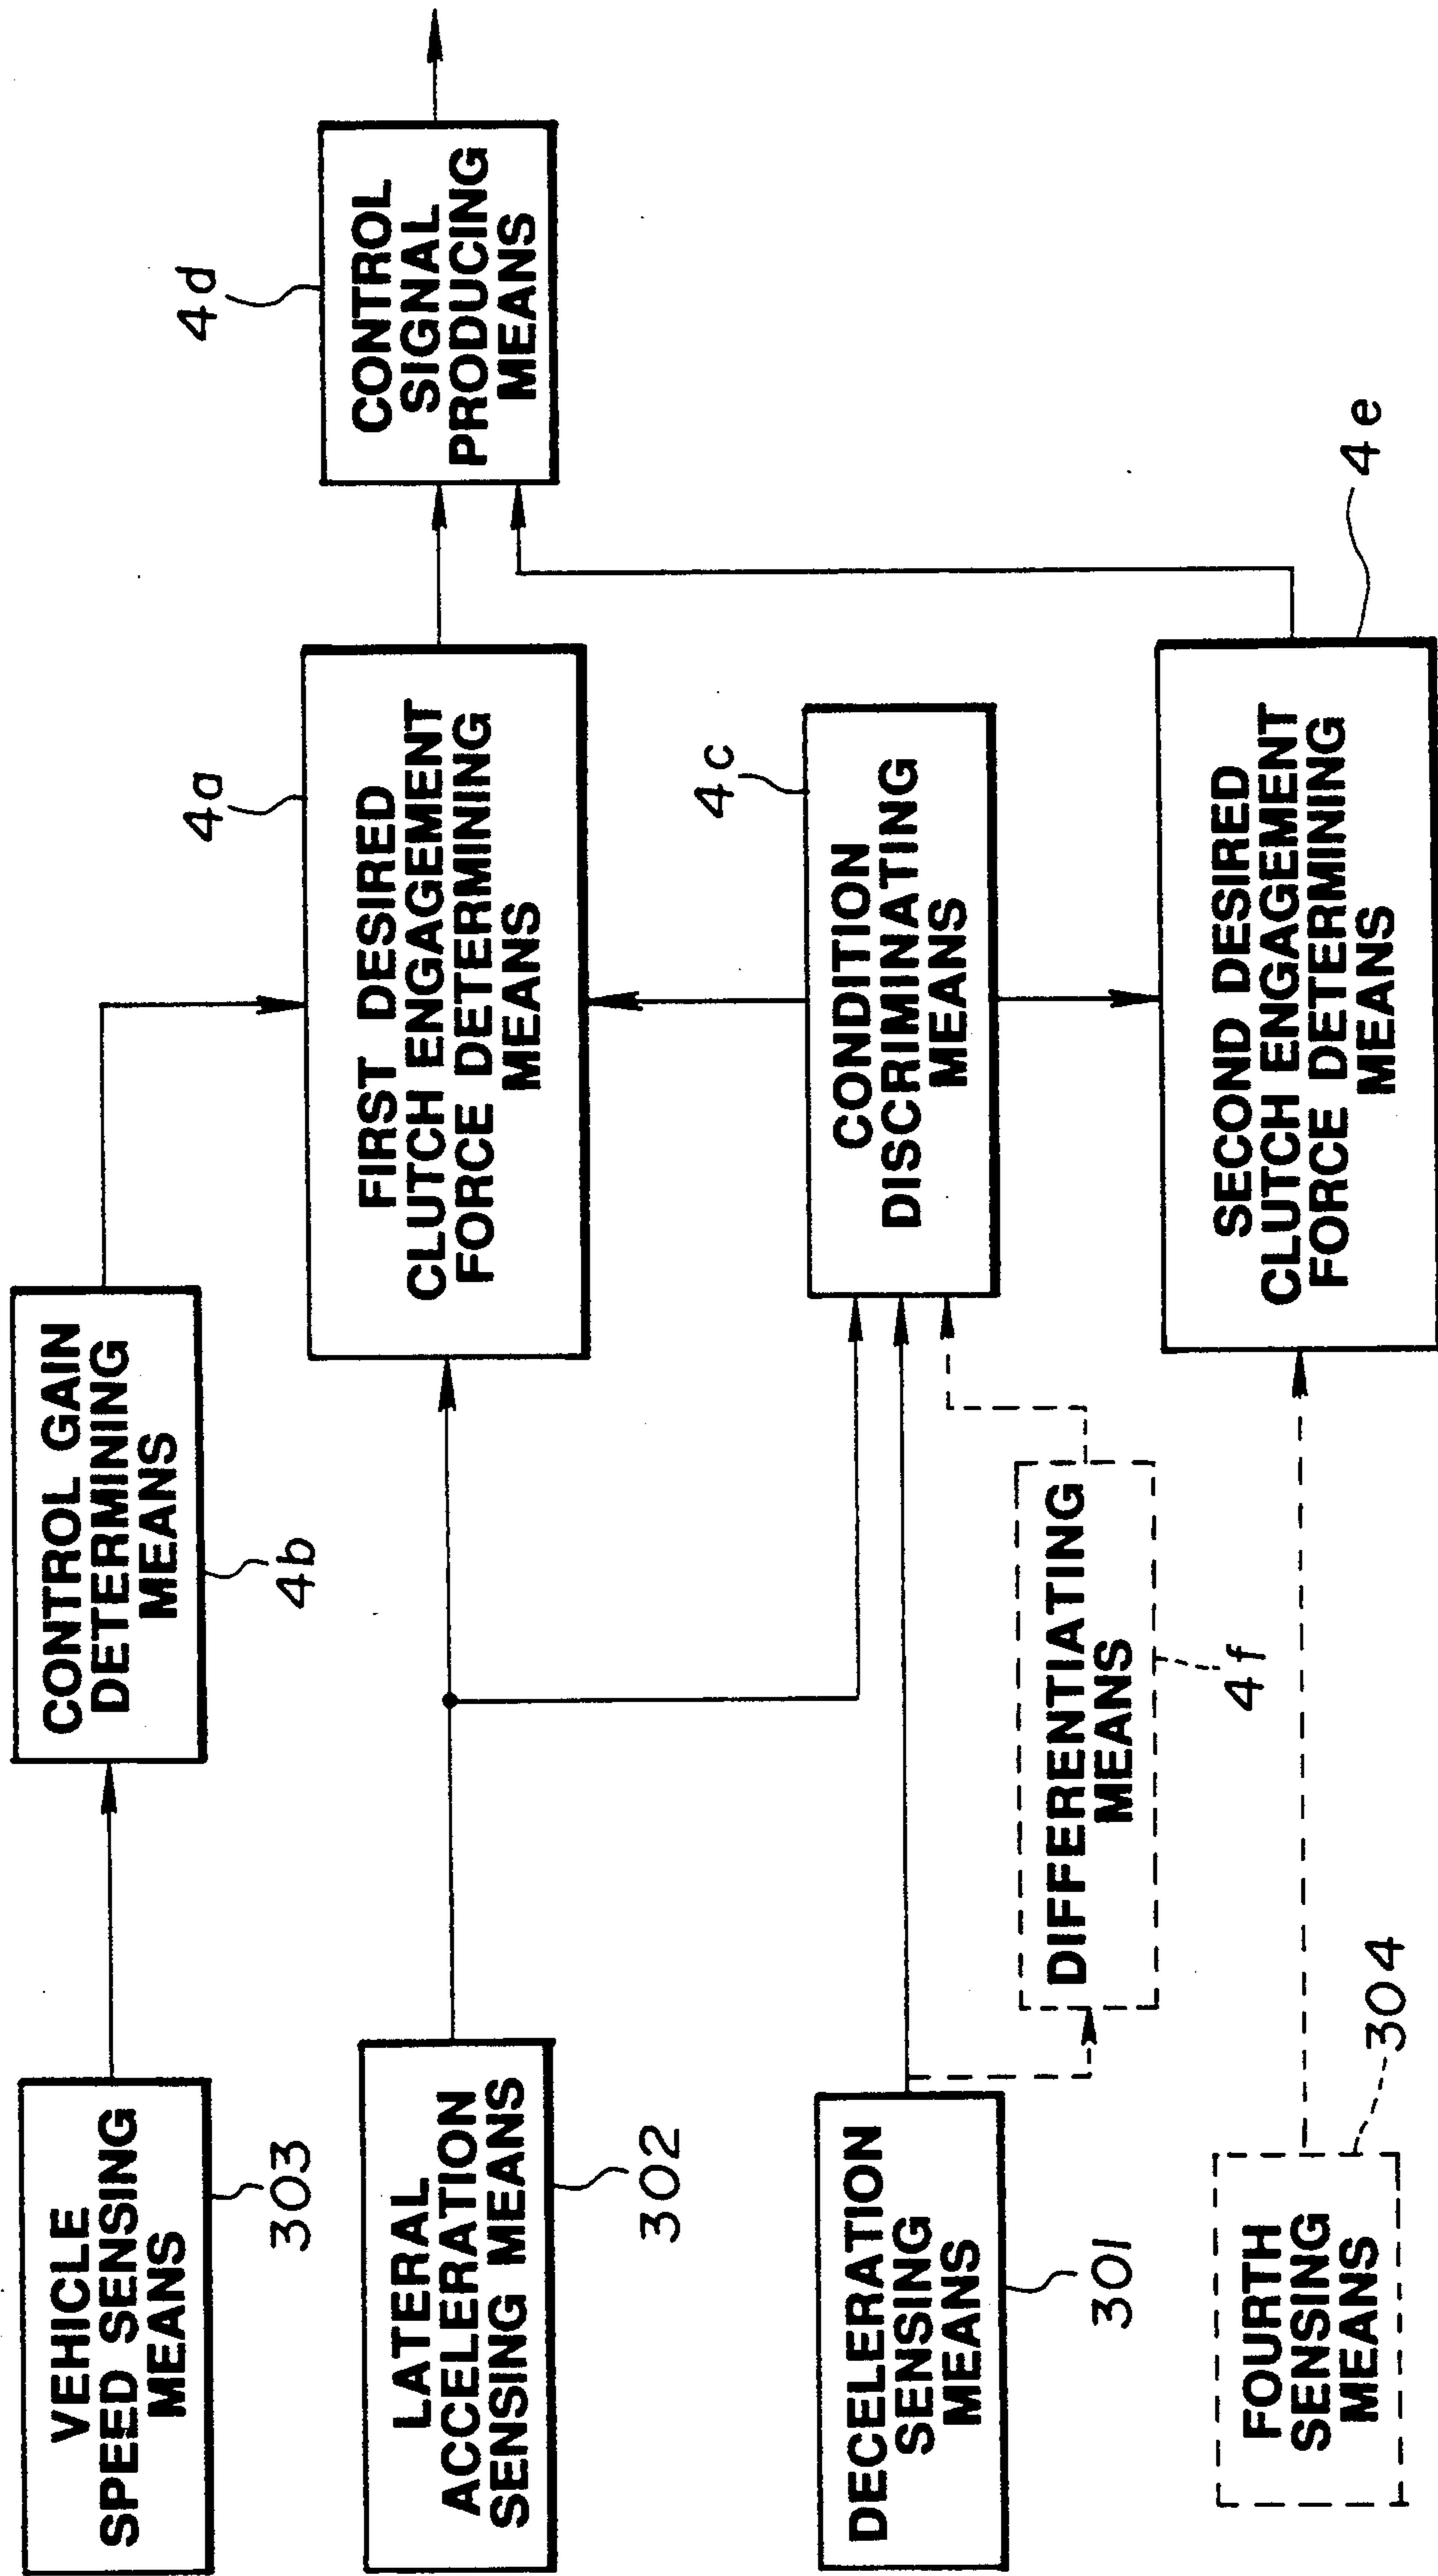 VEHICLE
SPEED SENSING
MEANS
303
CONTROL GAIN
DETERMINING
MEANS
4b
LATERAL
ACCELERATION
SENSING MEANS
302
FIRST DESIRED
CLUTCH ENGAGEMENT
FORCE DETERMINING
MEANS
4a
CONTROL
SIGNAL
PRODUCING
MEANS
4d
DECELERATION
SENSING
MEANS
301
DIFFERENTIATING
MEANS
4f
CONDITION
DISCRIMINATING
MEANS
4c
FOURTH
SENSING
MEANS
304
SECOND DESIRED
CLUTCH ENGAGEMENT
FORCE DETERMINING
MEANS
4e